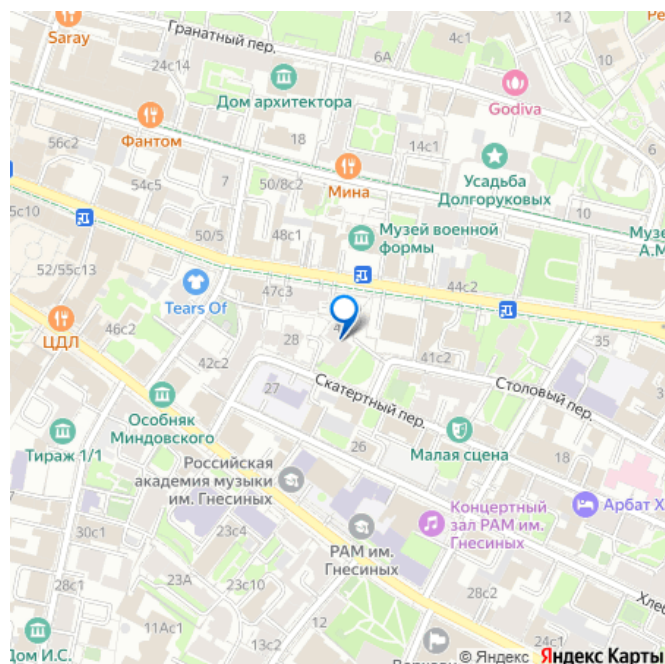 Saray
Гранатный пер.
12
4с1
10
24с14
6А
Дом архитектора
Godiva
6
Фантом
18
14с1
56с2
Мина
Усадьба
Долгоруковых
10
54с5
7
50/8с2
Музей военной
формы
50/5
48с1
52/55с13
Tears Of
47с3
44с2
ЦДЛ
46с2
28
41с2
35
42с2
Столовый пер.
Скатертный пер.
27
Особняк
Миндовского
Малая сцена
Тираж 1/1
26
18
Российская
академия музыки
им. Гнесиных
Арбат Х
Концертный
зал РАМ им.
Гнесиных
30с1
РАМ им.
Гнесиных
23с4
23А
23с10
28с1
28с2
12
11Ас1
13с2
24с1
Дом И.С.
© Яндекс Яндекс Карты